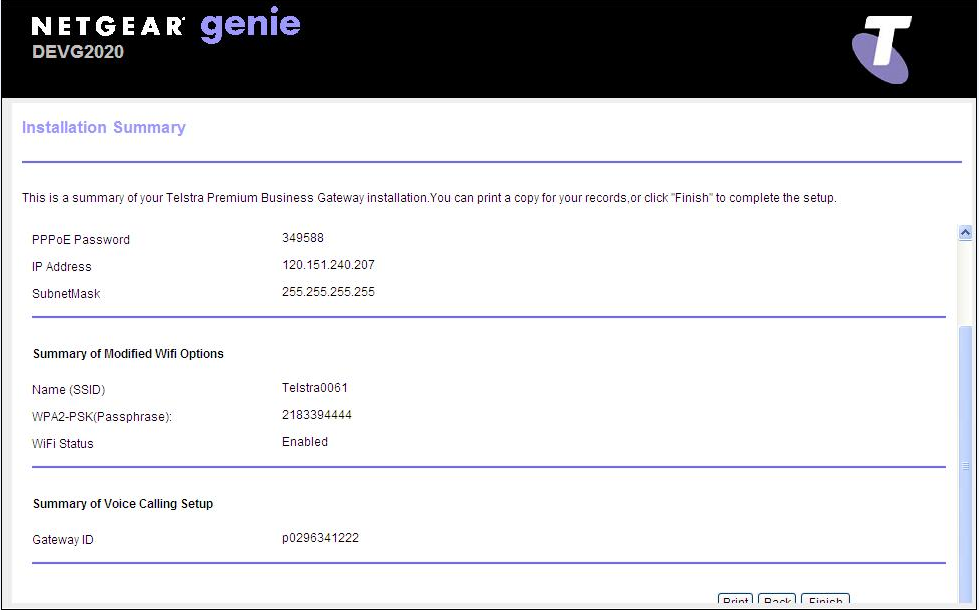 NETGEAR genie
DEVG2020
T
Installation Summary
This is a summary of your Telstra Premium Business Gateway installation.You can print a copy for your records,or click "Finish" to complete the setup.
PPPoE Password 349588
IP Address 120.151.240.207
SubnetMask 255.255.255.255
Summary of Modified Wifi Options
Name (SSID) Telstra0061
WPA2-PSK(Passphrase): 2183394444
WiFi Status Enabled
Summary of Voice Calling Setup
Gateway ID p0296341222
Print Back Finish